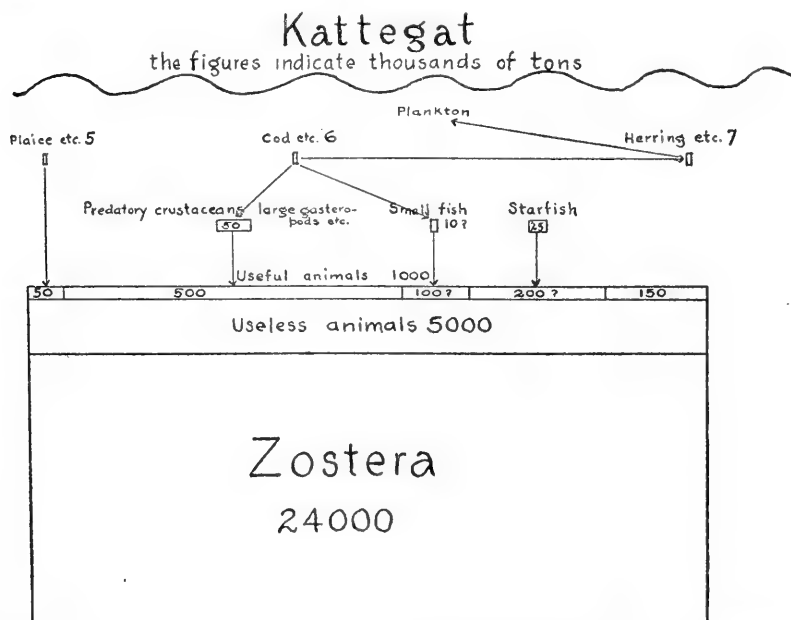 Kattegat
the figures indicate thousands of tons
Plankton
Plaice etc. 5
Cod etc. 6
Herring etc. 7
Predatory crustaceans large gastero-
pods etc.
Small fish
Starfish
50
10?
25
Useful animals 1000
50
500
100?
200?
150
Useless animals 5000
Zostera
24000